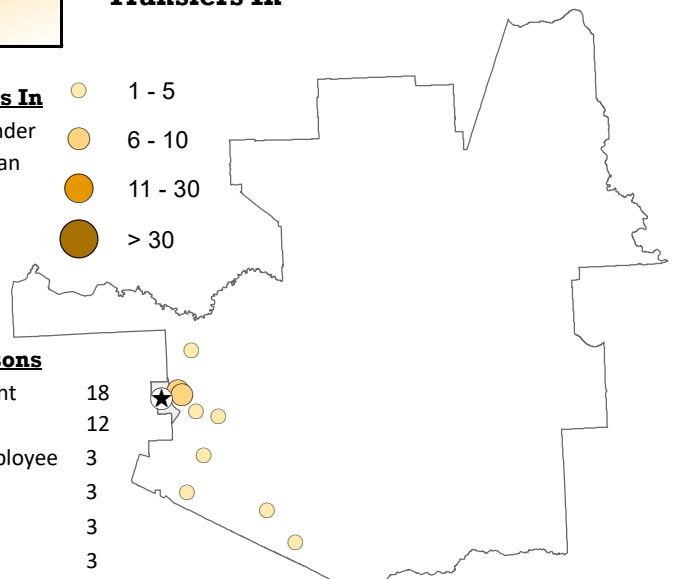 Transfers In
s In
nder
an
1 - 5
6 - 10
11 - 30
> 30
sons
nt 18
12
ployee 3
3
3
3